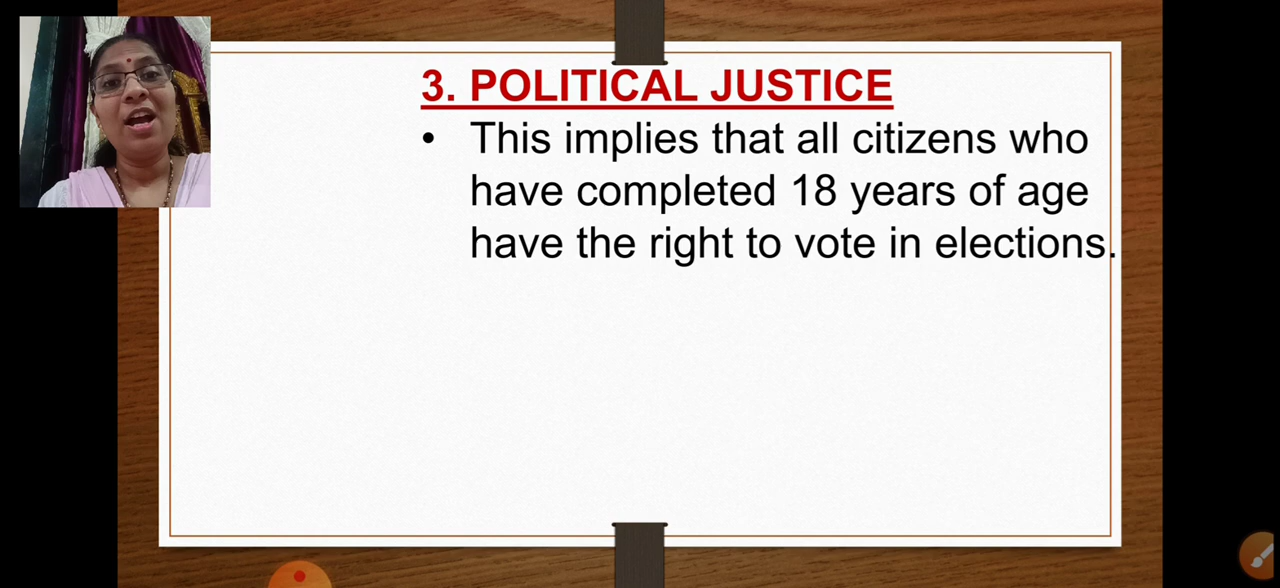 3. POLITICAL JUSTICE
• This implies that all citizens who
have completed 18 years of age
have the right to vote in elections.